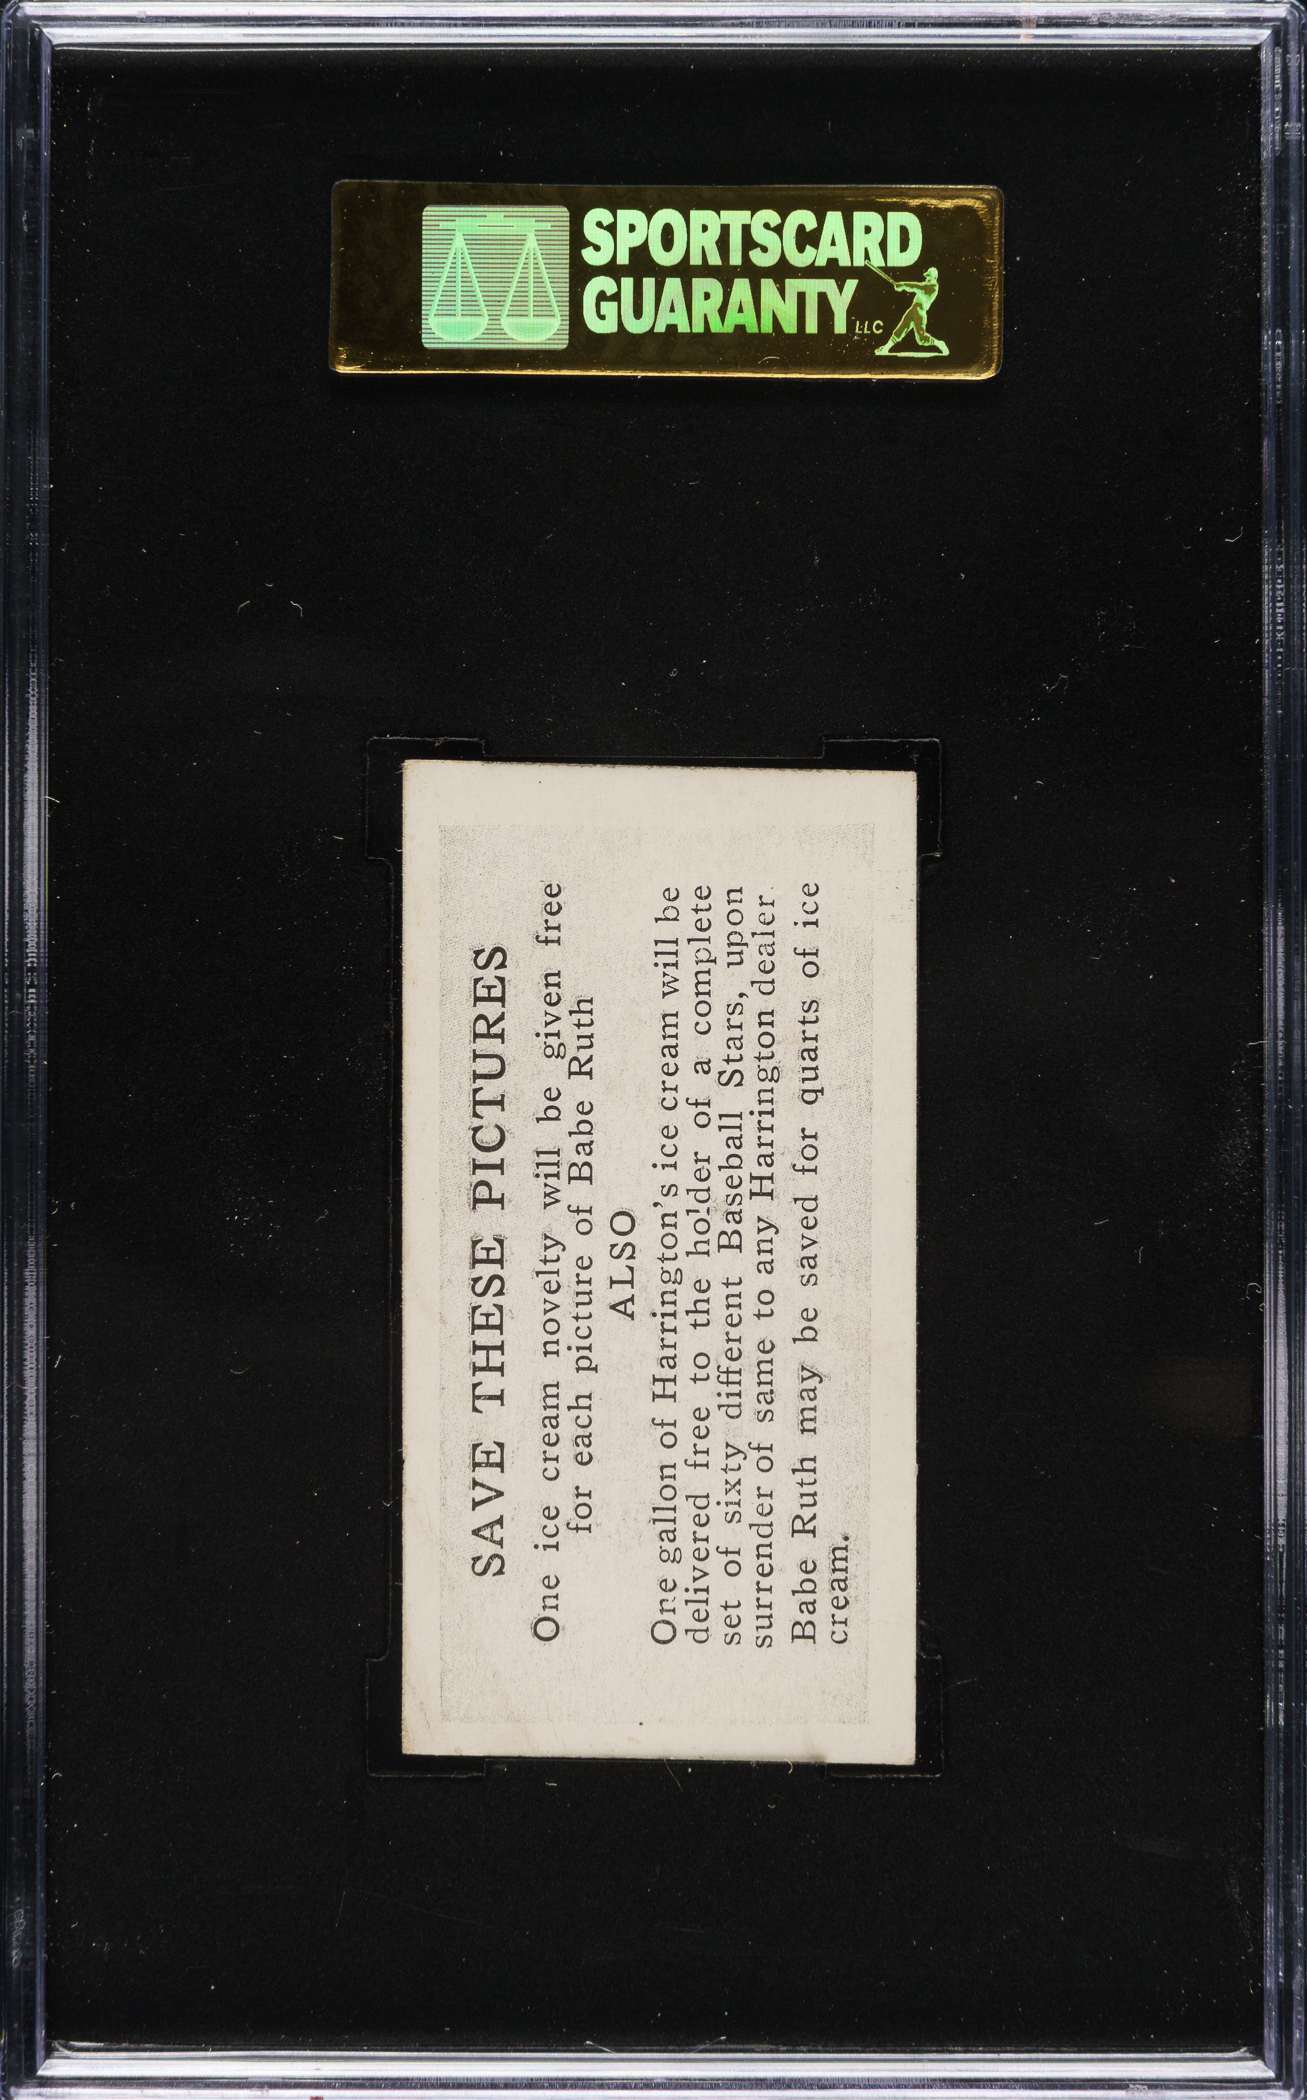 SPORTSCARD
GUARANTY LLC
SAVE THESE PICTURES
One ice cream novelty will be given free
for each picture of Babe Ruth
ALSO
One gallon of Harrington's ice cream will be
delivered free to the holder of a complete
set of sixty different Baseball Stars, upon
surrender of same to any Harrington dealer.
Babe Ruth may be saved for quarts of ice
cream.